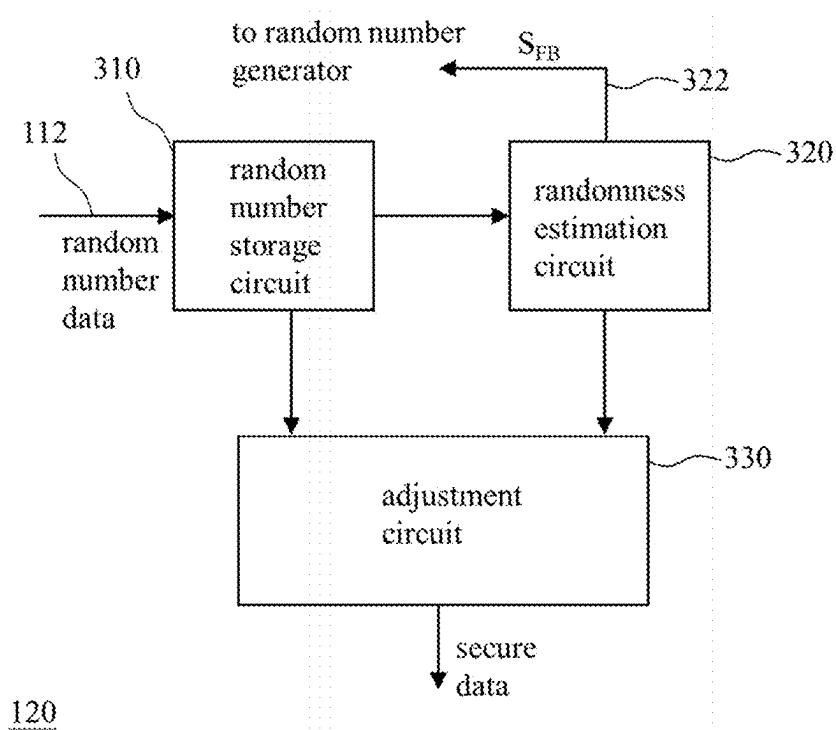 to random number
generator
S_FB
322
310
112
320
random
number
storage
circuit
randomness
estimation
circuit
random
number
data
330
adjustment
circuit
secure
data
120